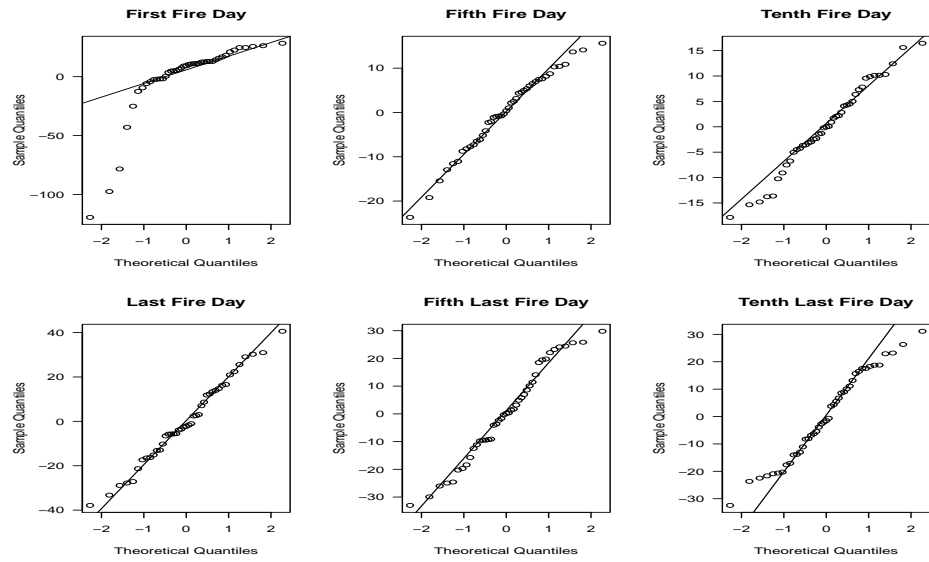 First Fire Day
Sample Quantiles
0
−50
−100
−2 −1 0 1 2
Theoretical Quantiles
Fifth Fire Day
Sample Quantiles
10
0
−10
−20
−2 −1 0 1 2
Theoretical Quantiles
Tenth Fire Day
Sample Quantiles
15
10
5
0
−5
−10
−15
−2 −1 0 1 2
Theoretical Quantiles
Last Fire Day
Sample Quantiles
40
20
0
−20
−40
−2 −1 0 1 2
Theoretical Quantiles
Fifth Last Fire Day
Sample Quantiles
30
20
10
0
−10
−20
−30
−2 −1 0 1 2
Theoretical Quantiles
Tenth Last Fire Day
Sample Quantiles
30
20
10
0
−10
−20
−30
−2 −1 0 1 2
Theoretical Quantiles